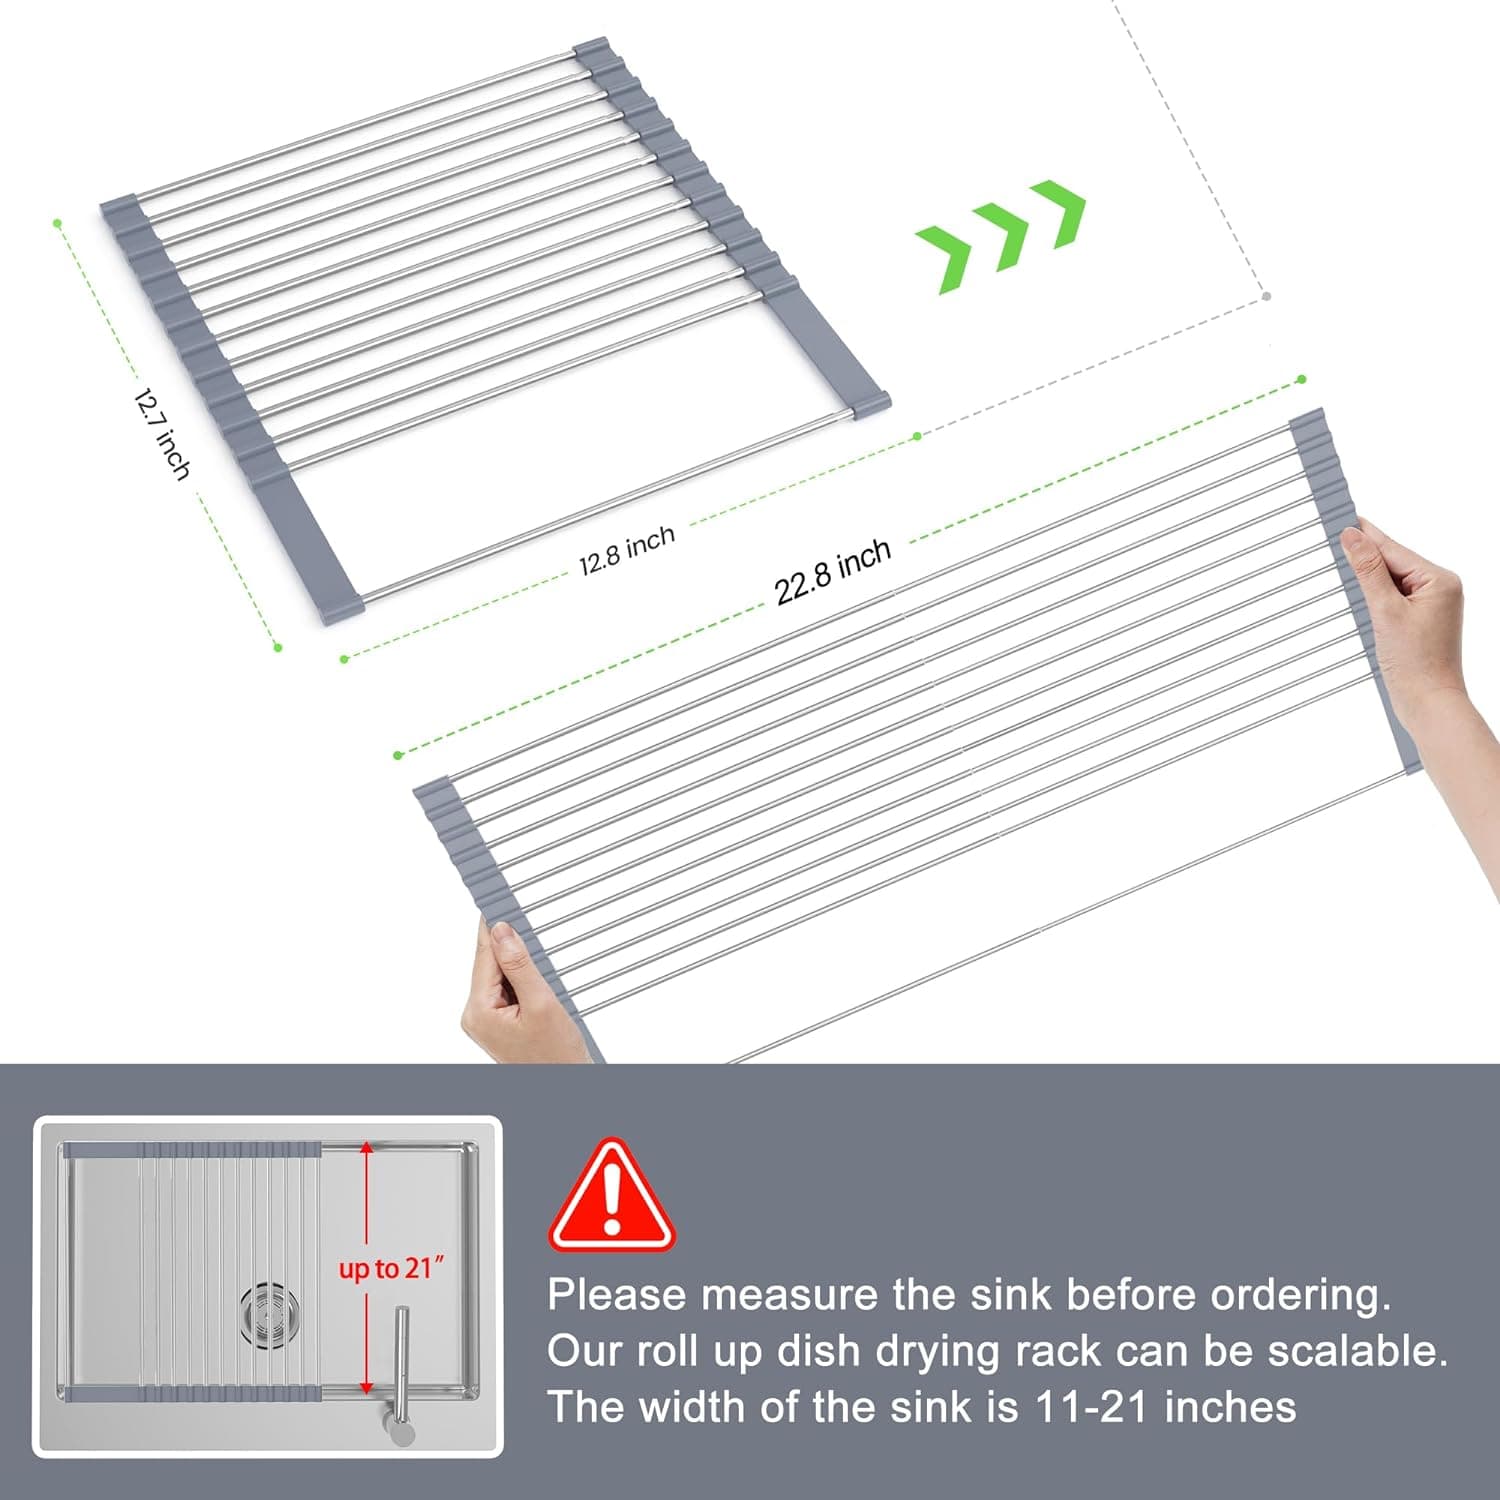 12.7 inch
12.8 inch
22.8 inch
up to 21″
Please measure the sink before ordering.
Our roll up dish drying rack can be scalable.
The width of the sink is 11-21 inches